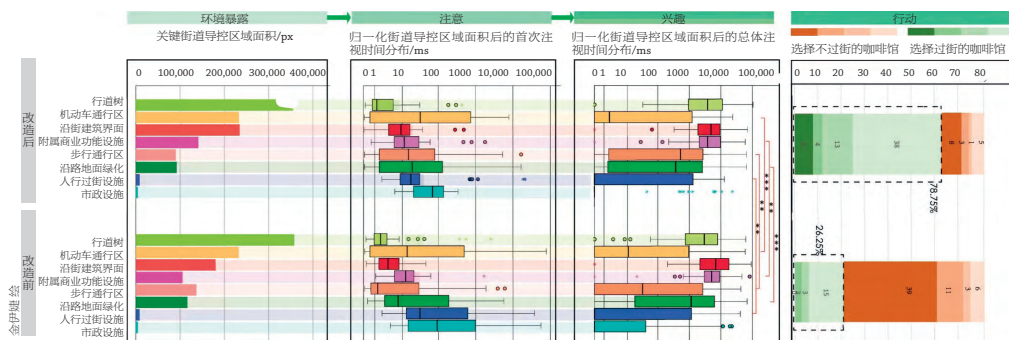 环境暴露
注意
兴趣
行动
关键街道导控区域面积/px
归一化街道导控区域面积后的首次注
视时间分布/ms
归一化街道导控区域面积后的总体注
视时间分布/ms
选择不过街的咖啡馆
选择过街的咖啡馆
0 100,000 200,000 300,000 400,000
0 1 10 100 1,000 10,000 100,000
0 1 10 100 1,000 10,000 100,000
0 10 20 30 40 50 60 70 80
改造后
行道树
机动车通行区
沿街建筑界面
附属商业功能设施
步行通行区
沿路地面绿化
人行过街设施
市政设施
4 13 38 8 3 1 5
78.75%
26.25%
改造前
行道树
机动车通行区
沿街建筑界面
附属商业功能设施
步行通行区
沿路地面绿化
人行过街设施
市政设施
3 3 15 39 11 3 6
金伊婕 绘